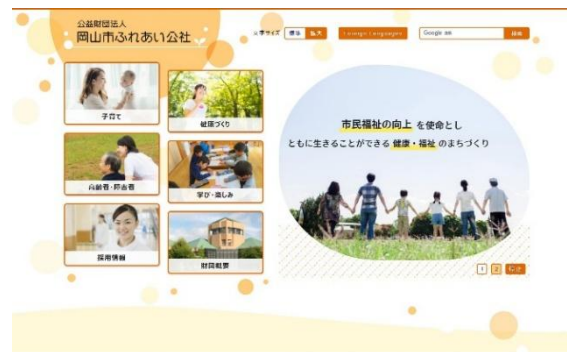 公益財団法人
岡山市ふれあい公社
文字サイズ 標準 拡大 Foreign Languages Google 検索 検索
子育て
健康づくり
高齢者・障害者
学び・楽しみ
採用情報
財団概要
市民福祉の向上 を使命とし
ともに生きることができる 健康・福祉 のまちづくり
1 2